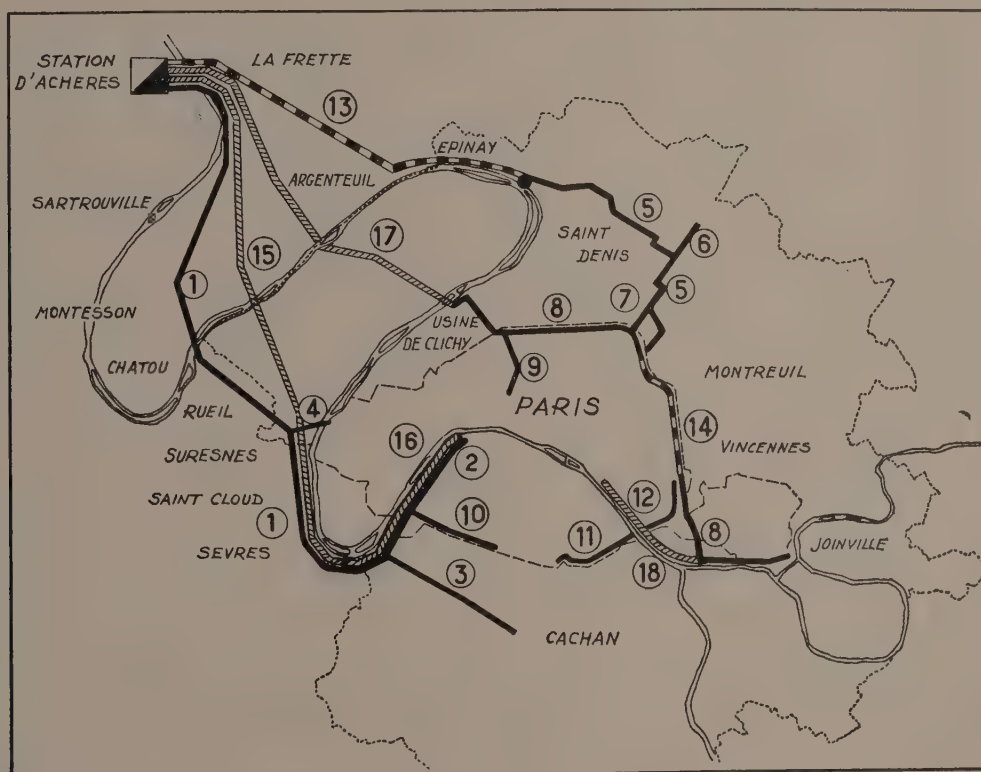 STATION
D'ACHERES
LA FRETTE
13
EPINAY
ARGENTEUIL
SARTROUVILLE
5
17
SAINT
DENIS
6
15
1
5
MONTESSON
7
8
USINE
DE CLICHY
CHATOU
9
MONTREUIL
RUEIL
PARIS
4
14
16
VINCENNES
SURESNES
2
SAINT CLOUD
12
1
10
11
8
SEVRES
JOINVILLE
3
18
CACHAN